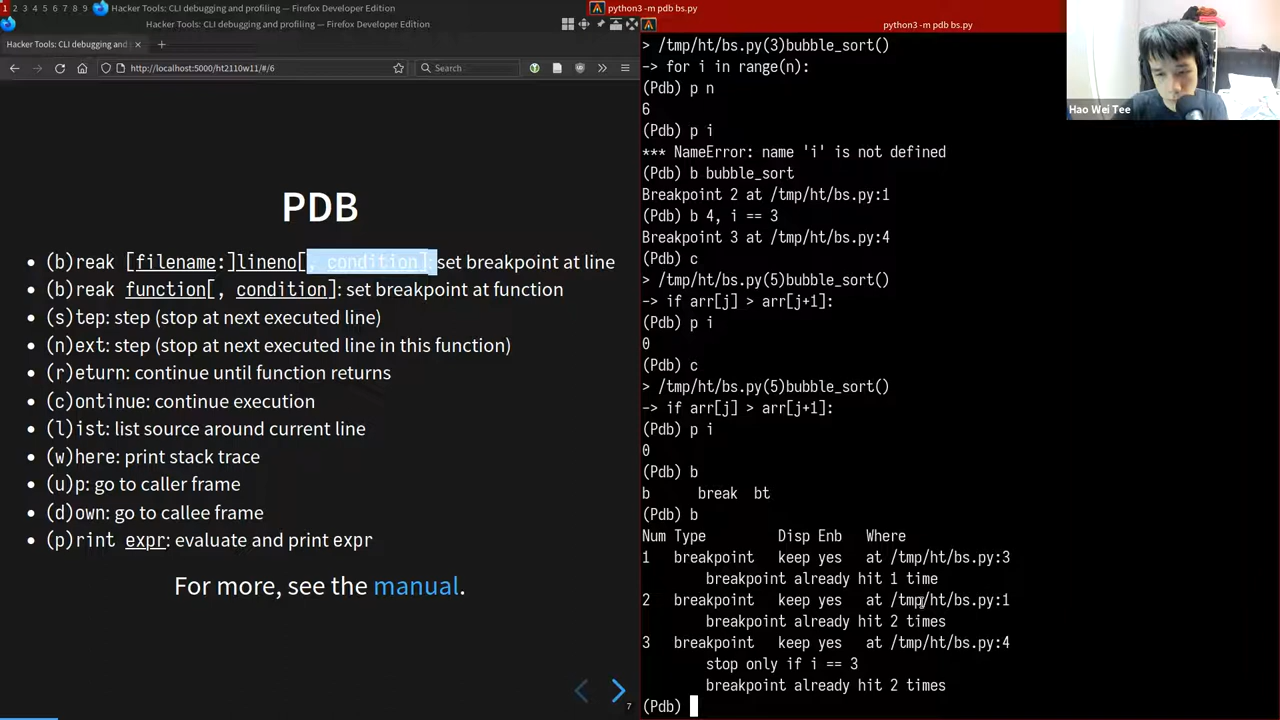 1 2 3 4 5 6 7 8 9 Hacker Tools: CLI debugging and profiling — Firefox Developer Edition
python3 -m pdb bs.py
Hacker Tools: CLI debugging and profiling — Firefox Developer Edition
python3 -m pdb bs.py
Hacker Tools: CLI debugging and
http://localhost:5000/ht2110w11/#/6
Search
PDB
(b)reak [filename:]lineno[, condition]: set breakpoint at line
(b)reak function[, condition]: set breakpoint at function
(s)tep: step (stop at next executed line)
(n)ext: step (stop at next executed line in this function)
(r)eturn: continue until function returns
(c)ontinue: continue execution
(l)ist: list source around current line
(w)here: print stack trace
(u)p: go to caller frame
(d)own: go to callee frame
(p)rint expr: evaluate and print expr
For more, see the manual.
7
> /tmp/ht/bs.py(3)bubble_sort()
-> for i in range(n):
(Pdb) p n
6
(Pdb) p i
*** NameError: name 'i' is not defined
(Pdb) b bubble_sort
Breakpoint 2 at /tmp/ht/bs.py:1
(Pdb) b 4, i == 3
Breakpoint 3 at /tmp/ht/bs.py:4
(Pdb) c
> /tmp/ht/bs.py(5)bubble_sort()
-> if arr[j] > arr[j+1]:
(Pdb) p i
0
(Pdb) c
> /tmp/ht/bs.py(5)bubble_sort()
-> if arr[j] > arr[j+1]:
(Pdb) p i
0
(Pdb) b
b break bt
(Pdb) b
Num Type Disp Enb Where
1 breakpoint keep yes at /tmp/ht/bs.py:3
breakpoint already hit 1 time
2 breakpoint keep yes at /tmp/ht/bs.py:1
breakpoint already hit 2 times
3 breakpoint keep yes at /tmp/ht/bs.py:4
stop only if i == 3
breakpoint already hit 2 times
(Pdb)
Hao Wei Tee